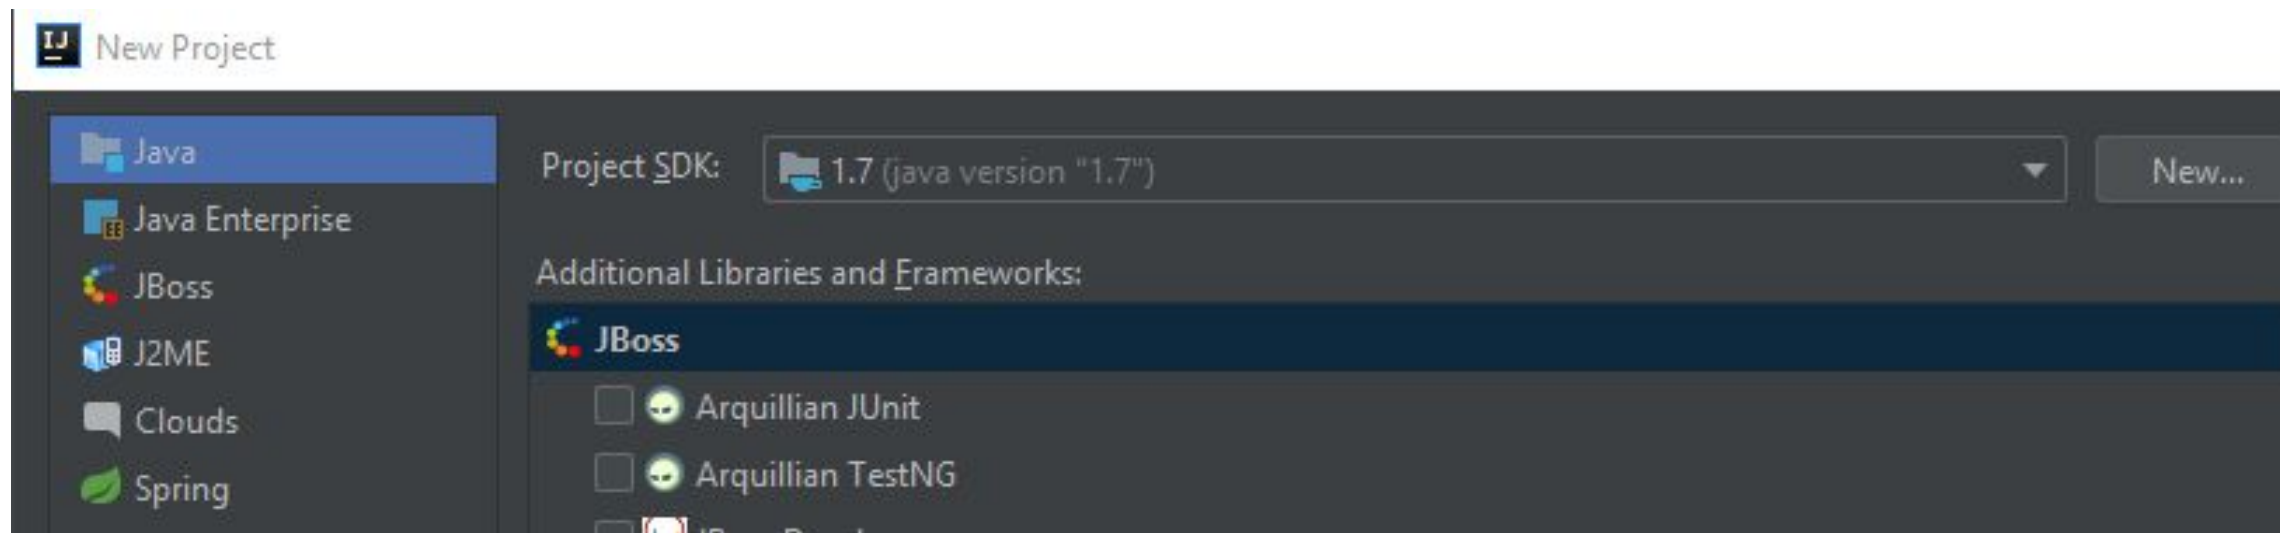 IJ New Project
Java
Java Enterprise
JBoss
J2ME
Clouds
Spring
Project SDK: 1.7 (java version "1.7") New...
Additional Libraries and Frameworks:
JBoss
Arquillian JUnit
Arquillian TestNG